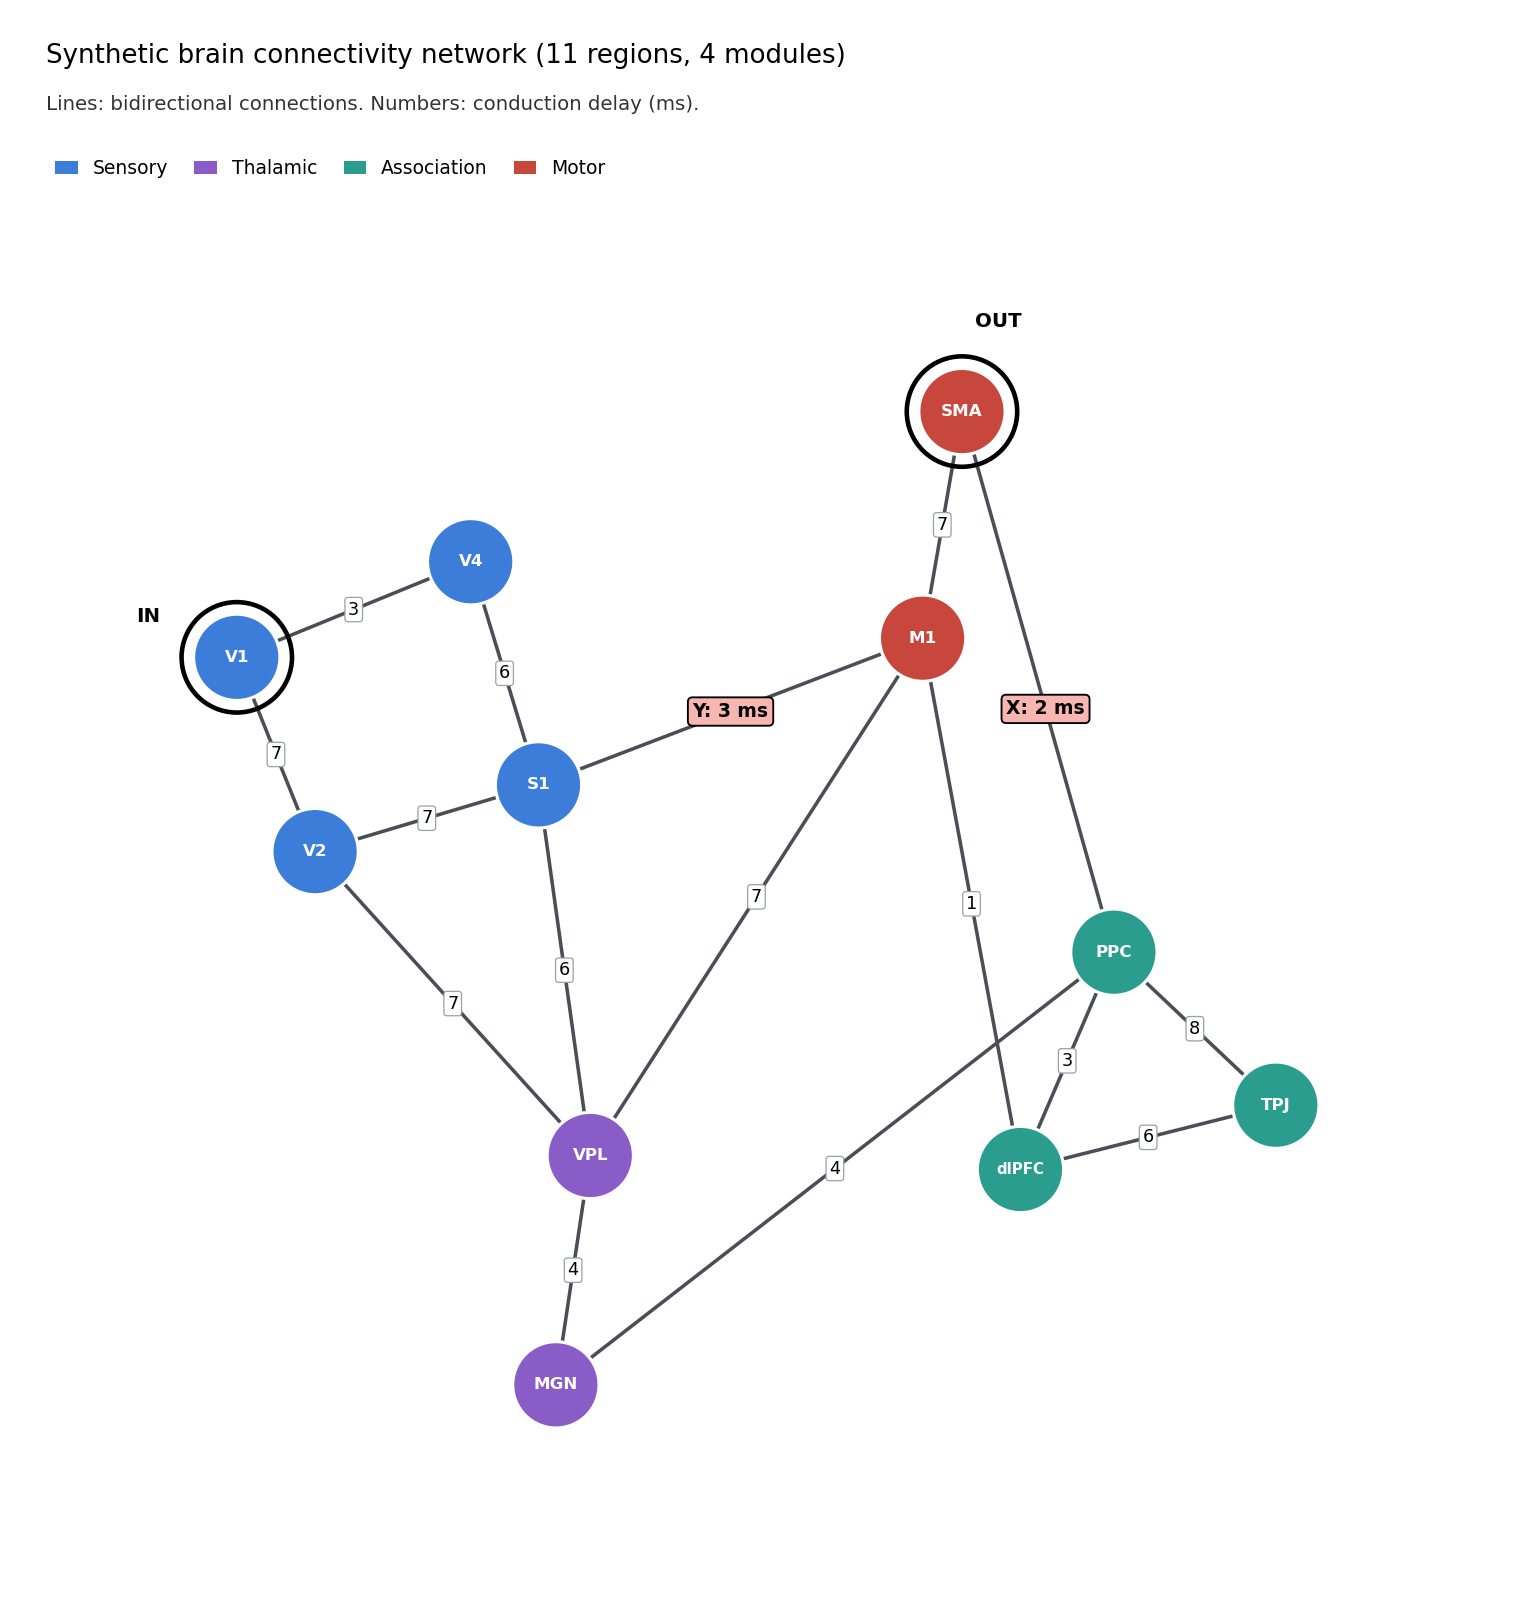 Synthetic brain connectivity network (11 regions, 4 modules)
Lines: bidirectional connections. Numbers: conduction delay (ms).
Sensory Thalamic Association Motor
OUT
SMA
7
V4
IN
3
V1
M1
6
Y: 3 ms
X: 2 ms
7
S1
7
V2
7
1
PPC
6
7
8
3
TPJ
6
VPL
4
dlPFC
4
MGN